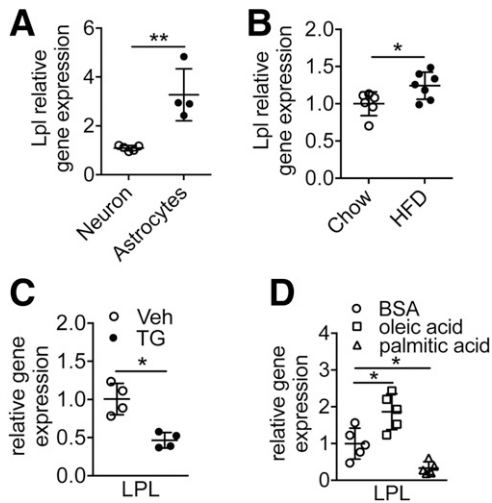 A
Lpl relative
gene expression
6
4
2
0
**
Neuron
Astrocytes
B
Lpl relative
gene expression
2.0
1.5
1.0
0.5
0.0
*
Chow
HFD
C
Veh
TG
relative gene
expression
2.0
1.5
1.0
0.5
0.0
*
LPL
D
BSA
oleic acid
palmitic acid
relative gene
expression
4
3
2
1
0
*
*
LPL